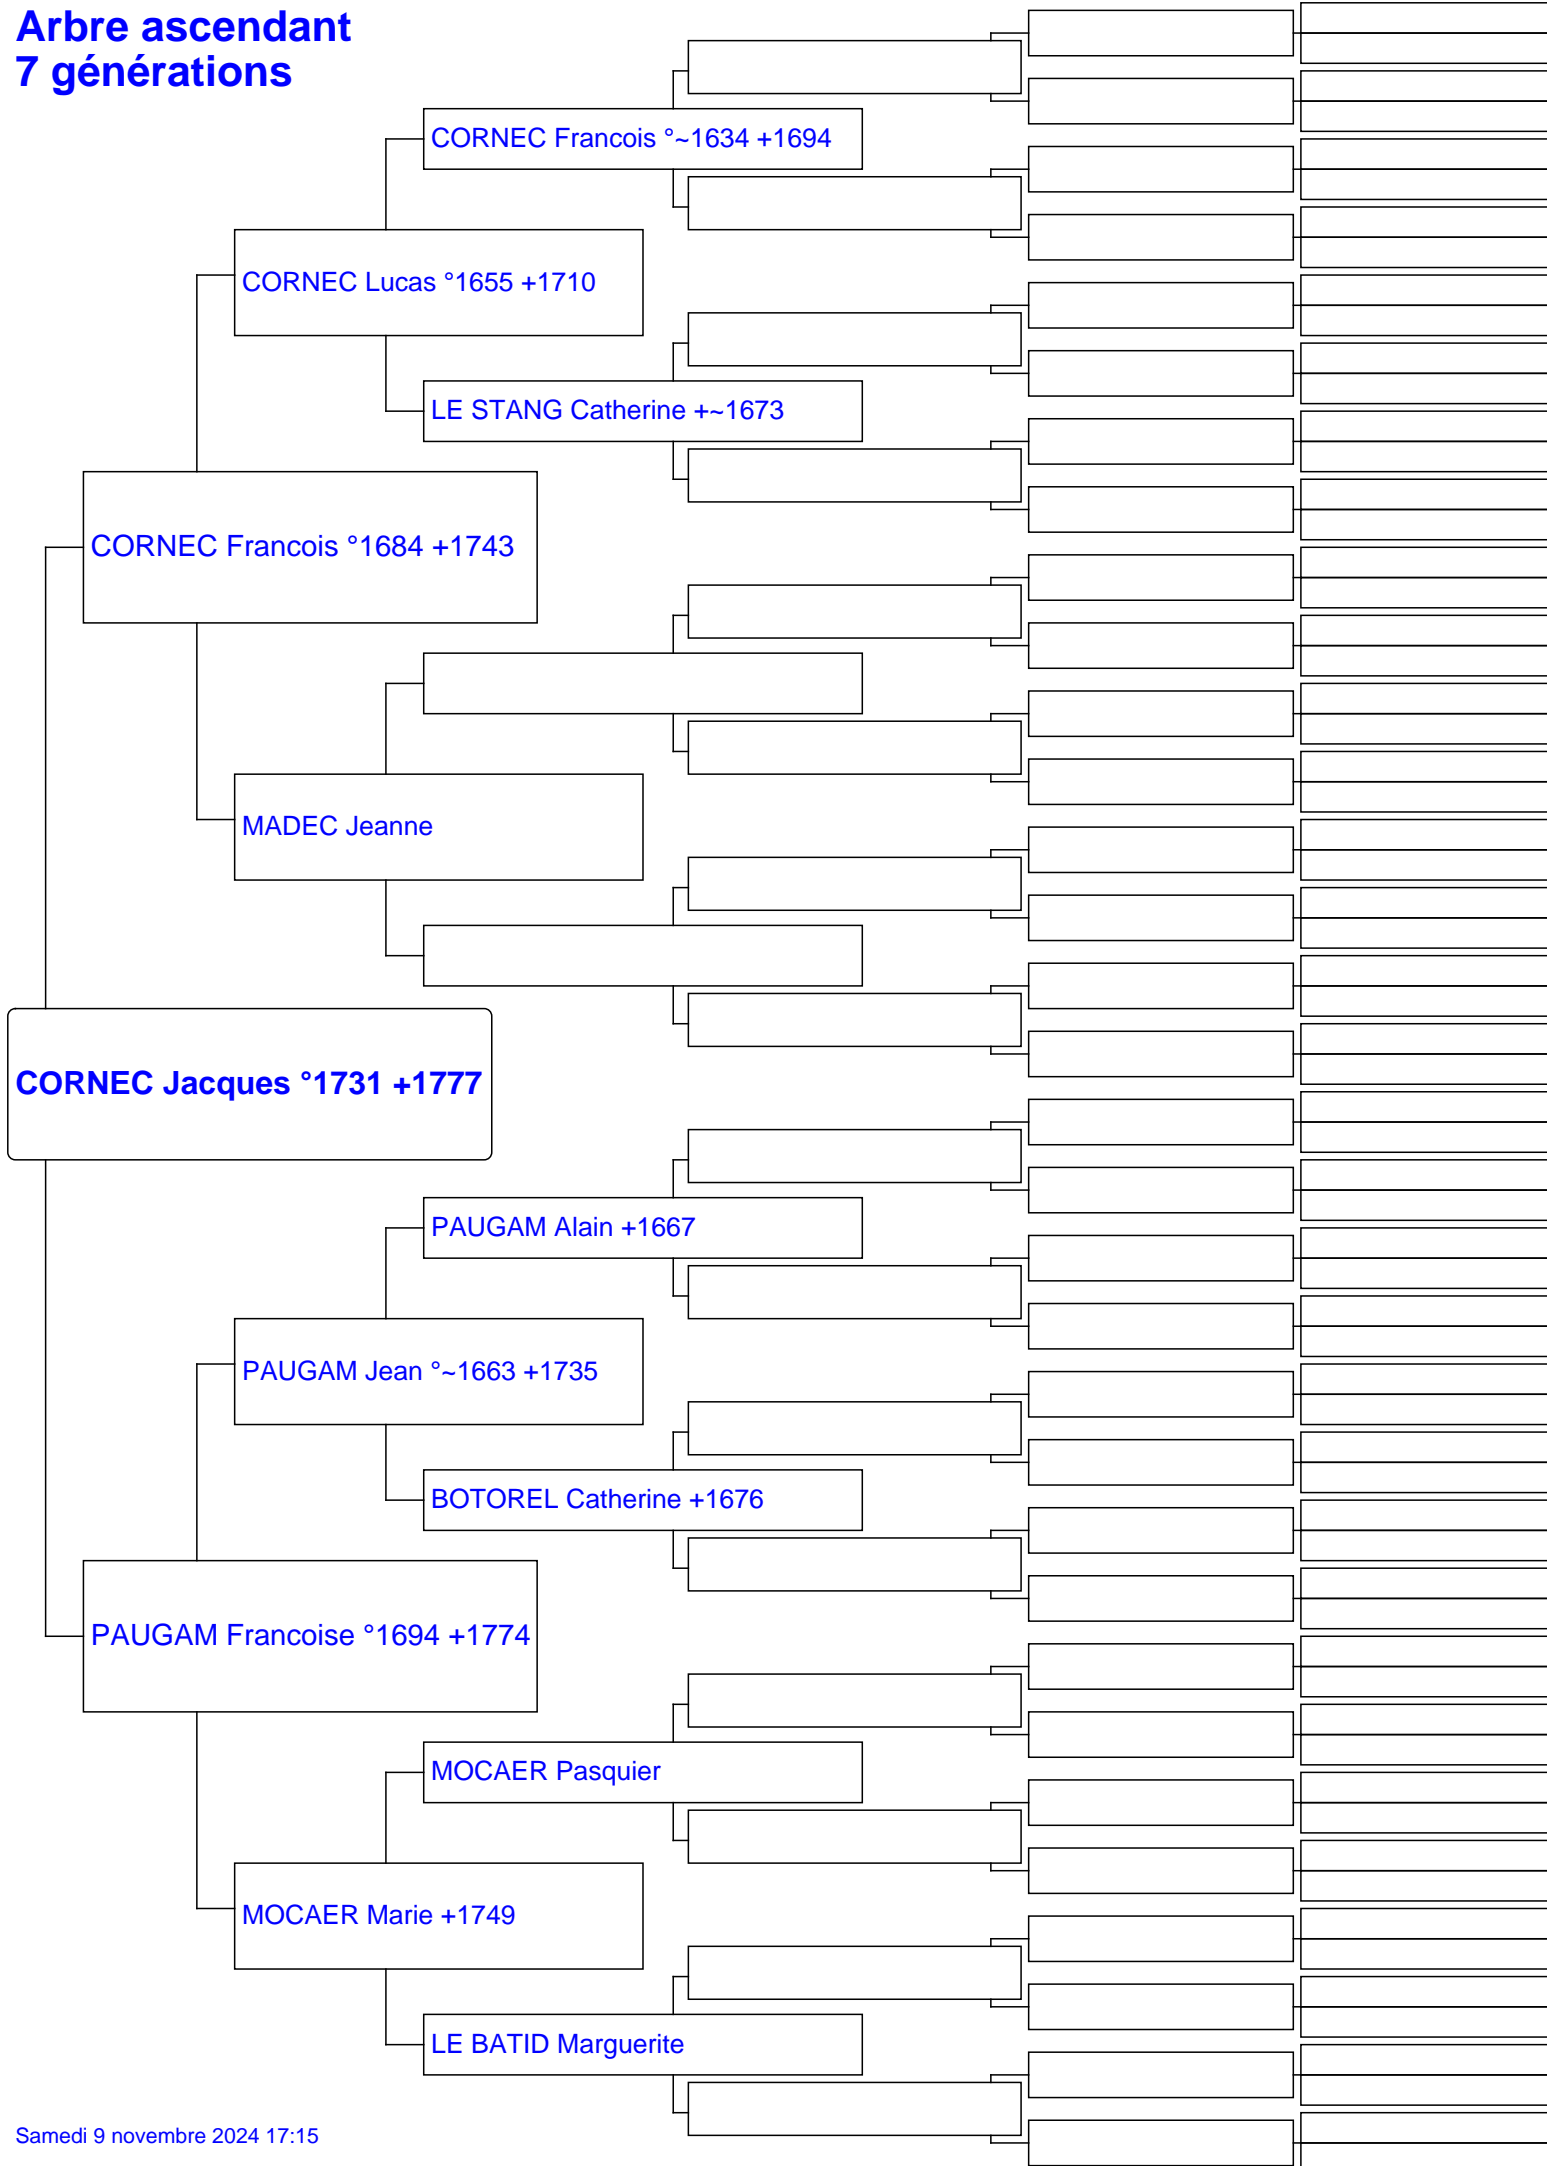 Arbre ascendant
7 générations
CORNEC Francois °~1634 +1694
CORNEC Lucas °1655 +1710
LE STANG Catherine +~1673
CORNEC Francois °1684 +1743
MADEC Jeanne
CORNEC Jacques °1731 +1777
PAUGAM Alain +1667
PAUGAM Jean °~1663 +1735
BOTOREL Catherine +1676
PAUGAM Francoise °1694 +1774
MOCAER Pasquier
MOCAER Marie +1749
LE BATID Marguerite
Samedi 9 novembre 2024 17:15